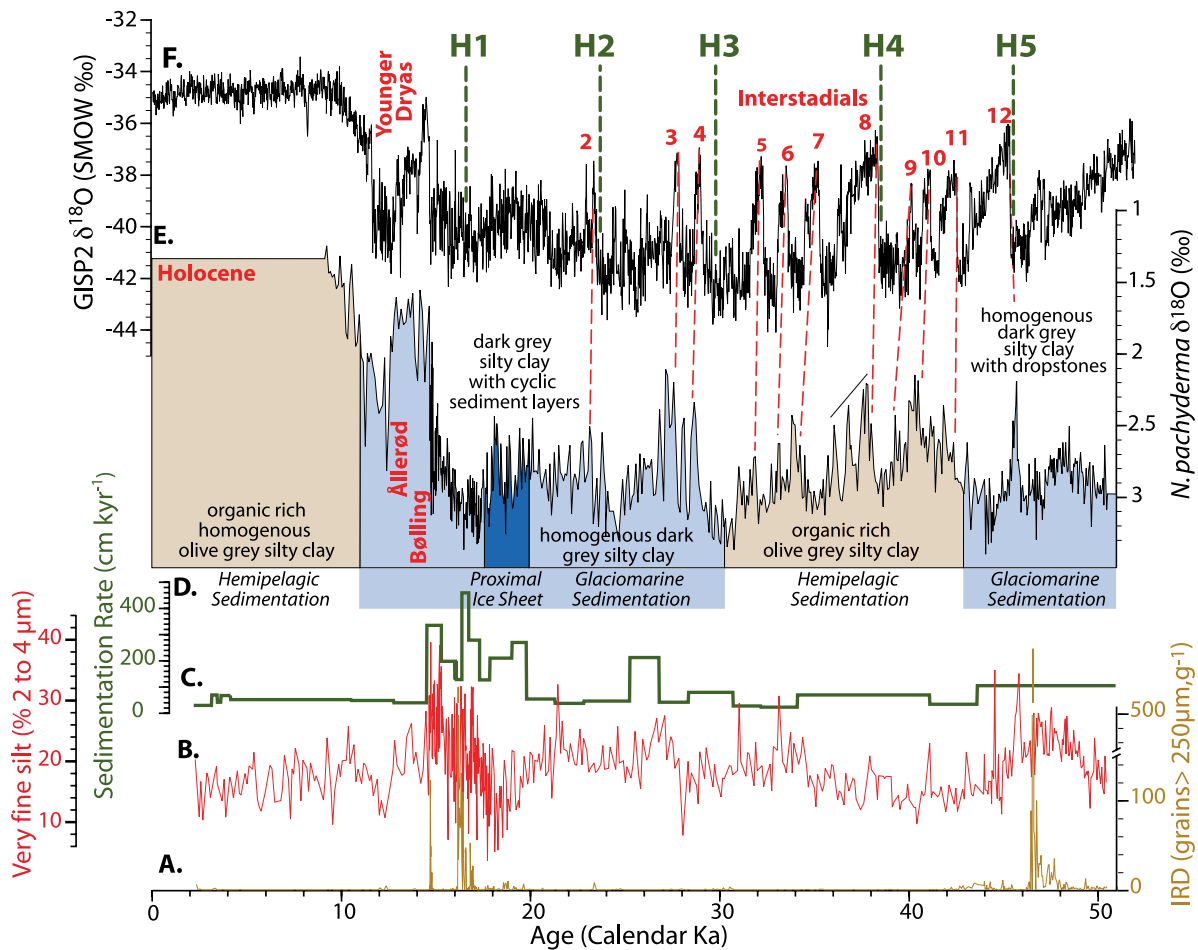 -32
-34
-36
-38
-40
-42
-44
GISP2 δ18O (SMOW ‰)
F.
H1
H2
H3
H4
H5
Younger
Dryas
Interstadials
2
3
4
5
6
7
8
9
10
11
12
1
1.5
2
2.5
3
N. pachyderma δ18O (‰)
E.
Holocene
dark grey
silty clay
with cyclic
sediment layers
homogenous
dark grey
silty clay
with dropstones
Allerød
Bølling
organic rich
homogenous
olive grey silty clay
homogenous dark
grey silty clay
organic rich
olive grey silty clay
Hemipelagic
Sedimentation
Proximal
Ice Sheet
Glaciomarine
Sedimentation
Hemipelagic
Sedimentation
Glaciomarine
Sedimentation
D.
400
200
0
Sedimentation Rate (cm kyr-1)
C.
40
30
20
10
Very fine silt (% 2 to 4 μm)
B.
500
100
0
IRD (grains> 250μm,g-1)
A.
0
10
20
30
40
50
Age (Calendar Ka)